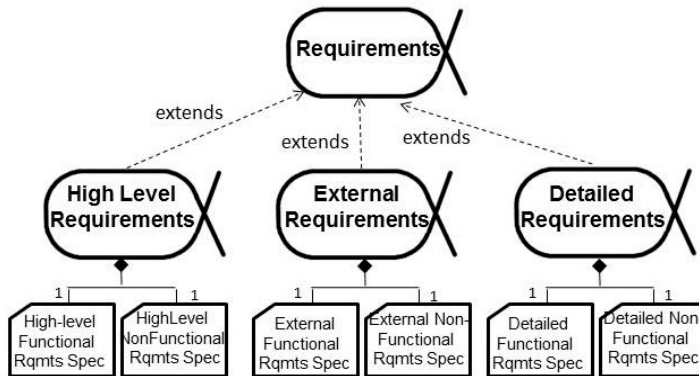 Requirements
extends
extends
extends
High Level
Requirements
External
Requirements
Detailed
Requirements
1
1
1
1
1
1
High-level
Functional
Rqmts Spec
HighLevel
NonFunctional
Rqmts Spec
External
Functional
Rqmts Spec
External Non-
Functional
Rqmts Spec
Detailed
Functional
Rqmts Spec
Detailed Non-
Functional
Rqmts Spec